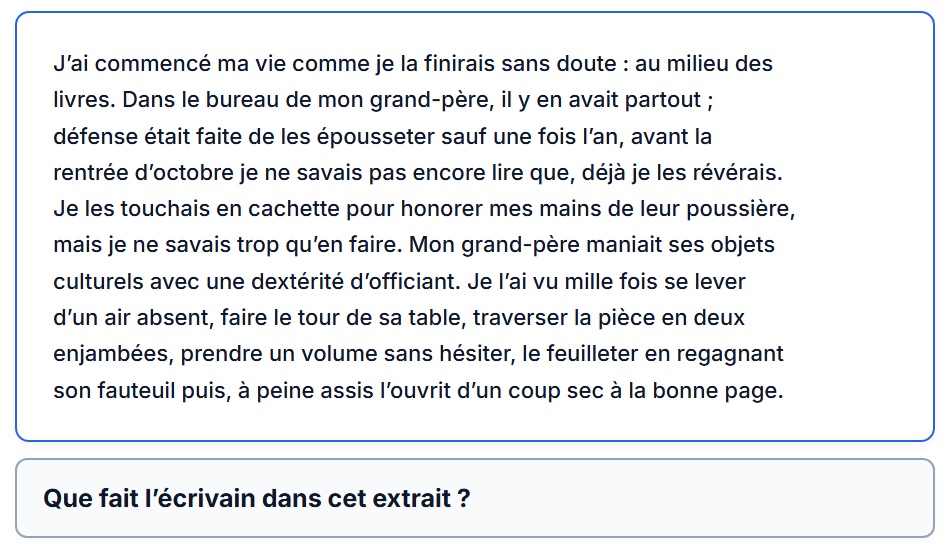 J’ai commencé ma vie comme je la finirais sans doute : au milieu des
livres. Dans le bureau de mon grand-père, il y en avait partout ;
défense était faite de les épousseter sauf une fois l’an, avant la
rentrée d’octobre je ne savais pas encore lire que, déjà je les révérais.
Je les touchais en cachette pour honorer mes mains de leur poussière,
mais je ne savais trop qu’en faire. Mon grand-père maniait ses objets
culturels avec une dextérité d’officiant. Je l’ai vu mille fois se lever
d’un air absent, faire le tour de sa table, traverser la pièce en deux
enjambées, prendre un volume sans hésiter, le feuilleter en regagnant
son fauteuil puis, à peine assis l’ouvrit d’un coup sec à la bonne page.
Que fait l’écrivain dans cet extrait ?